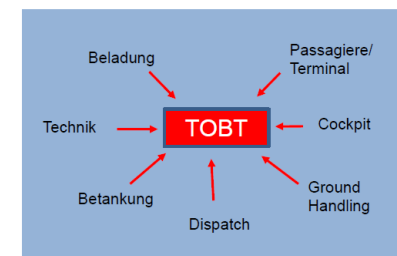 Passagiere/
Terminal
Beladung
Technik
TOBT
Cockpit
Betankung
Ground
Handling
Dispatch